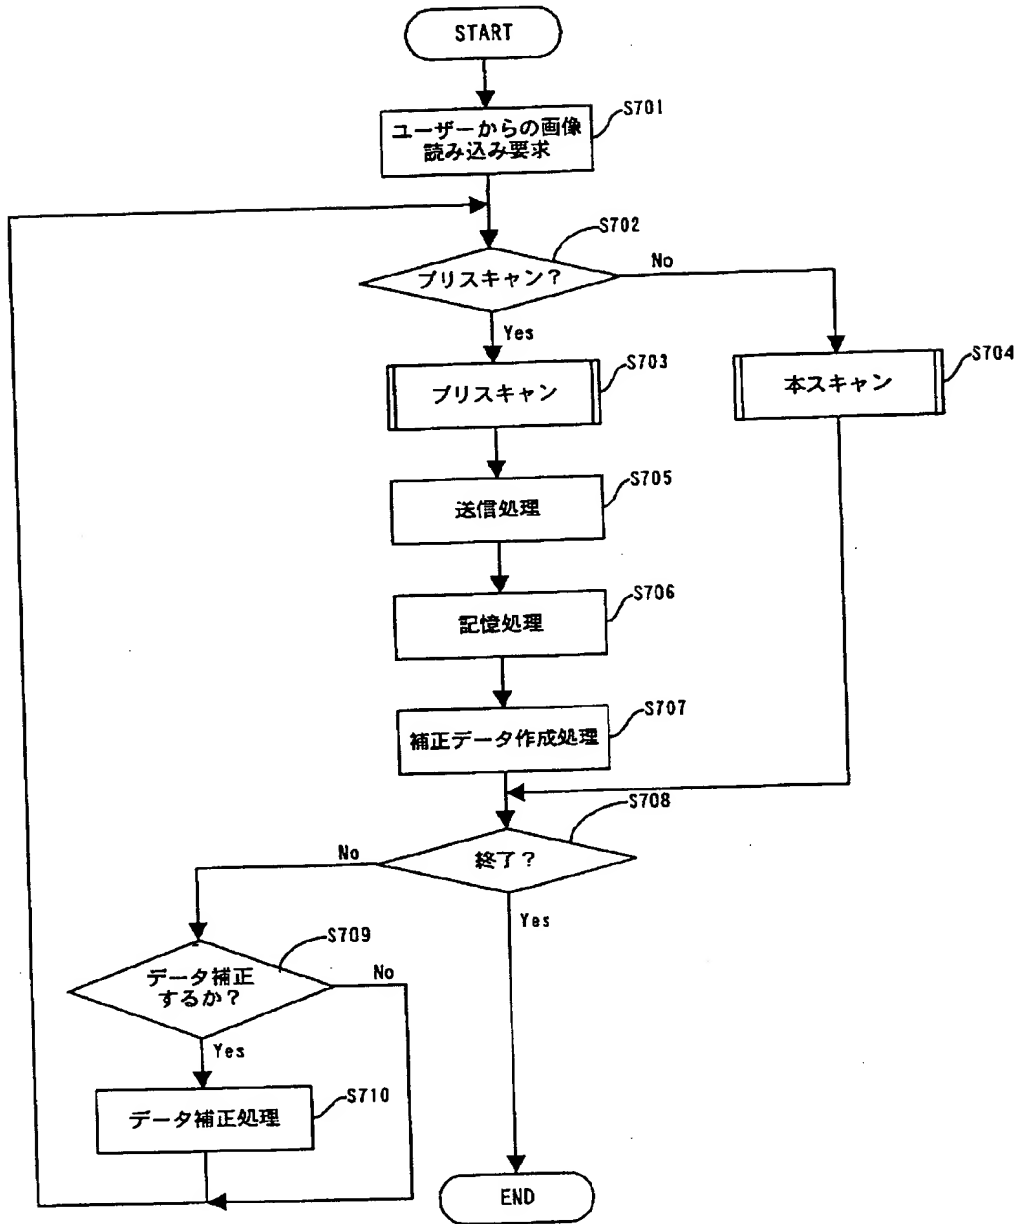 START
S701
ユーザーからの画像
読み込み要求
S702
プリスキャン？
No
Yes
S703
プリスキャン
S704
本スキャン
S705
送信処理
S706
記憶処理
S707
補正データ作成処理
S708
終了？
No
Yes
S709
データ補正
するか？
No
Yes
S710
データ補正処理
END